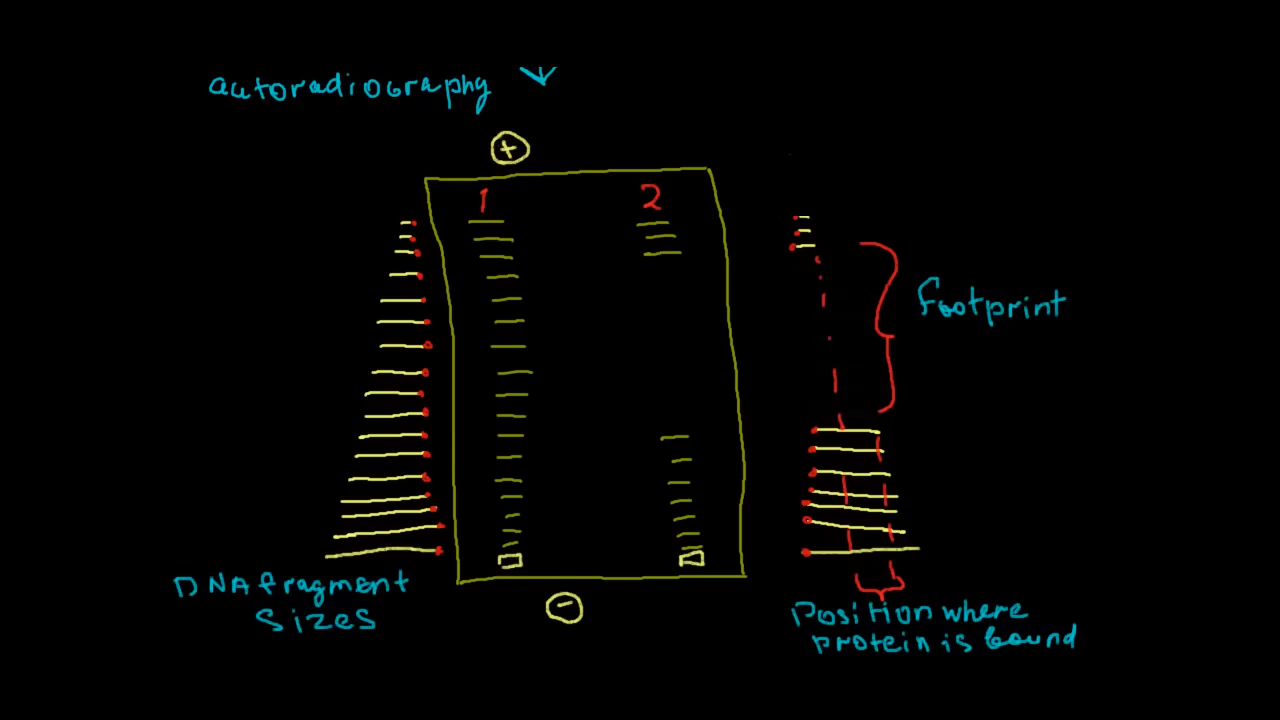 autoradiography
+
1 2
footprint
DNA fragment
sizes
-
Position where
protein is bound